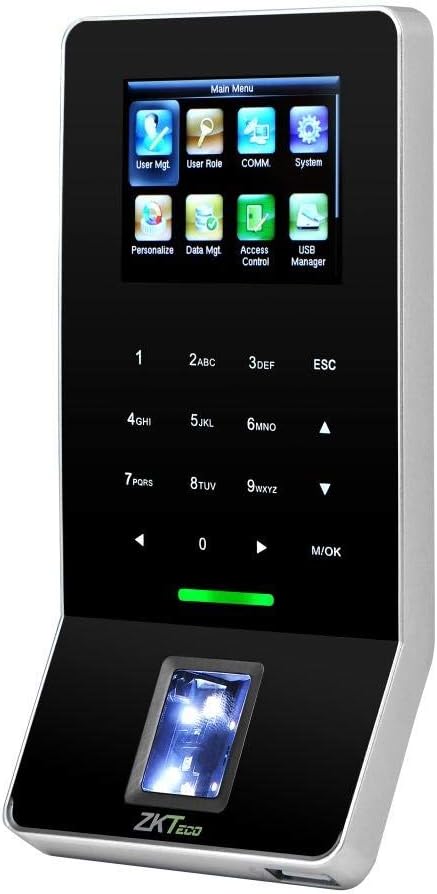 Main Menu
User Mgt. User Role COMM. System
Personalize Data Mgt. Access Control USB Manager
1 2ABC 3DEF ESC
4GHI 5JKL 6MNO ▲
7PQRS 8TUV 9WXYZ ▼
◀ 0 ▶ M/OK
ZKTECO